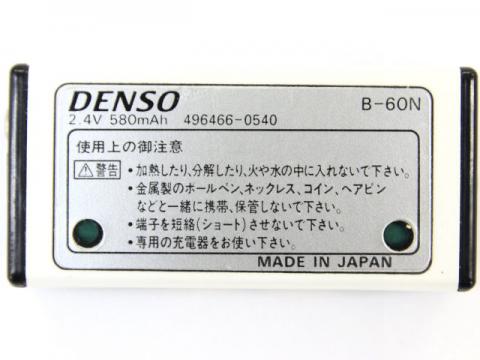 DENSO B-60N
2.4V 580mAh 496466-0540
使用上の御注意
⚠警告 ・加熱したり、分解したり、火や水の中に入れないで下さい。
・金属製のボールペン、ネックレス、コイン、ヘアピン
などと一緒に携帯、保管しないで下さい。
・端子を短絡(ショート)させないで下さい。
・専用の充電器をお使い下さい。
MADE IN JAPAN